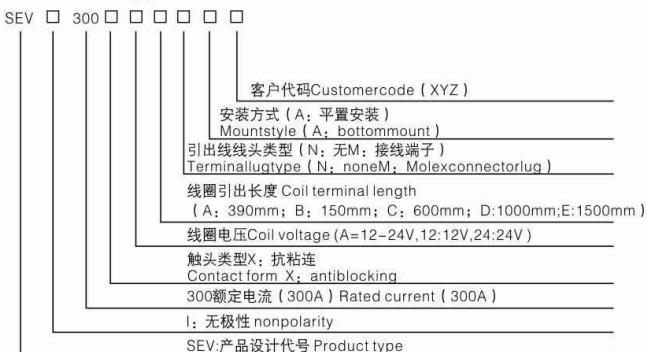 SEV □ 300 □ □ □ □ □ □
客户代码Customercode（XYZ）
安装方式（A：平置安装）
Mountstyle（A：bottommount）
引出线线头类型（N：无M：接线端子）
Terminallugtype（N：noneM：Molexconnectorlug）
线圈引出长度 Coil terminal length
（A：390mm；B：150mm；C：600mm；D:1000mm;E:1500mm）
线圈电压Coil voltage (A=12-24V,12:12V,24:24V)
触头类型X：抗粘连
Contact form X：antiblocking
300额定电流（300A）Rated current（300A）
I：无极性 nonpolarity
SEV:产品设计代号 Product type